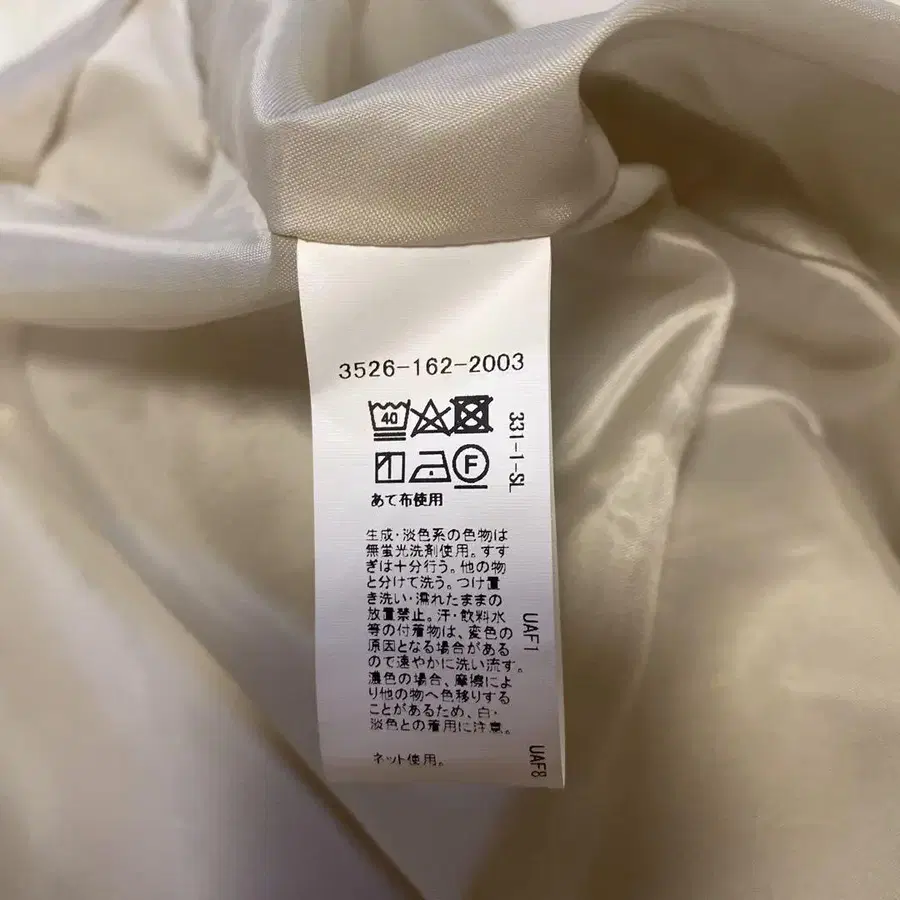 3526-162-2003
40
F
331-1-SL
あて布使用
生成・淡色系の色物は
無蛍光洗剤使用。すす
ぎは十分行う。他の物
と分けて洗う。つけ置
き洗い・濡れたままの
放置禁止。汗・飲料水
等の付着物は、変色の
原因となる場合がある
ので速やかに洗い流す。
濃色の場合、摩擦によ
り他の物へ色移りする
ことがあるため、白・
淡色との着用に注意。
ネット使用。
UAF1
UAF8